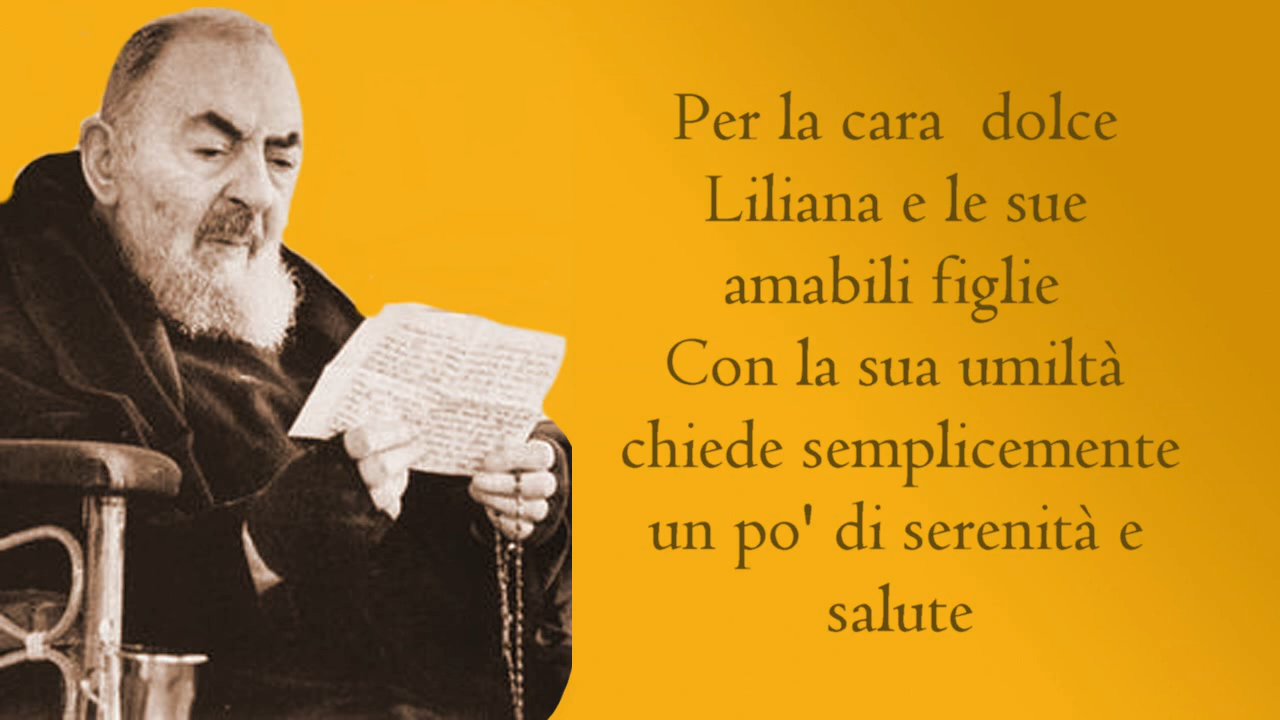 Per la cara  dolce
Liliana e le sue
amabili figlie
Con la sua umiltà
chiede semplicemente
un po' di serenità e
salute